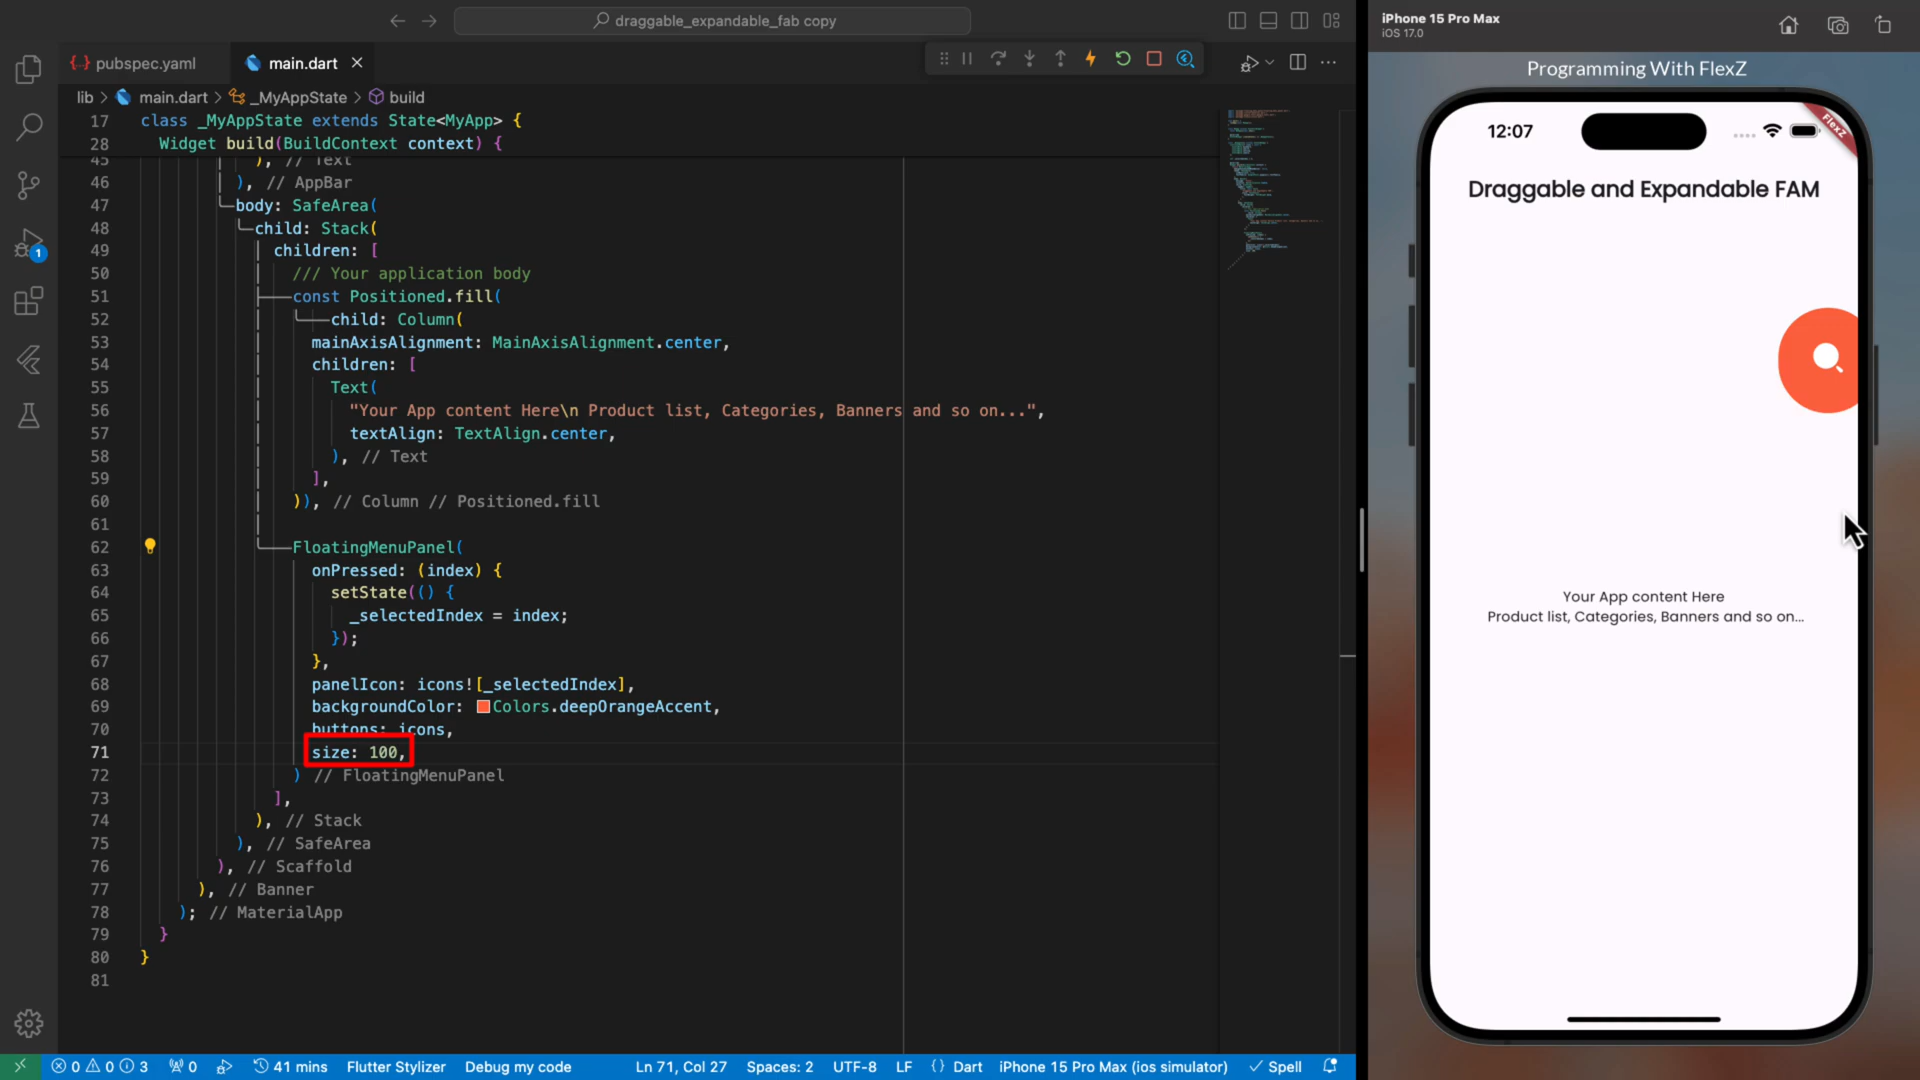 draggable_expandable_fab copy
pubspec.yaml
main.dart
lib > main.dart > _MyAppState > build
17 class _MyAppState extends State<MyApp> {
28 Widget build(BuildContext context) {
45 ), // Text
46 ), // AppBar
47 body: SafeArea(
48 child: Stack(
49 children: [
50 /// Your application body
51 const Positioned.fill(
52 child: Column(
53 mainAxisAlignment: MainAxisAlignment.center,
54 children: [
55 Text(
56 "Your App content Here\n Product list, Categories, Banners and so on...",
57 textAlign: TextAlign.center,
58 ), // Text
59 ],
60 )), // Column // Positioned.fill
61
62 FloatingMenuPanel(
63 onPressed: (index) {
64 setState(() {
65 _selectedIndex = index;
66 });
67 },
68 panelIcon: icons![_selectedIndex],
69 backgroundColor: Colors.deepOrangeAccent,
70 buttons: icons,
71 size: 100,
72 ) // FloatingMenuPanel
73 ],
74 ), // Stack
75 ), // SafeArea
76 ), // Scaffold
77 ), // Banner
78 ); // MaterialApp
79 }
80 }
81
1
0 0 3 0 41 mins Flutter Stylizer Debug my code Ln 71, Col 27 Spaces: 2 UTF-8 LF {} Dart iPhone 15 Pro Max (ios simulator) Spell
iPhone 15 Pro Max
iOS 17.0
Programming With FlexZ
12:07
FlexZ
Draggable and Expandable FAM
Your App content Here
Product list, Categories, Banners and so on...